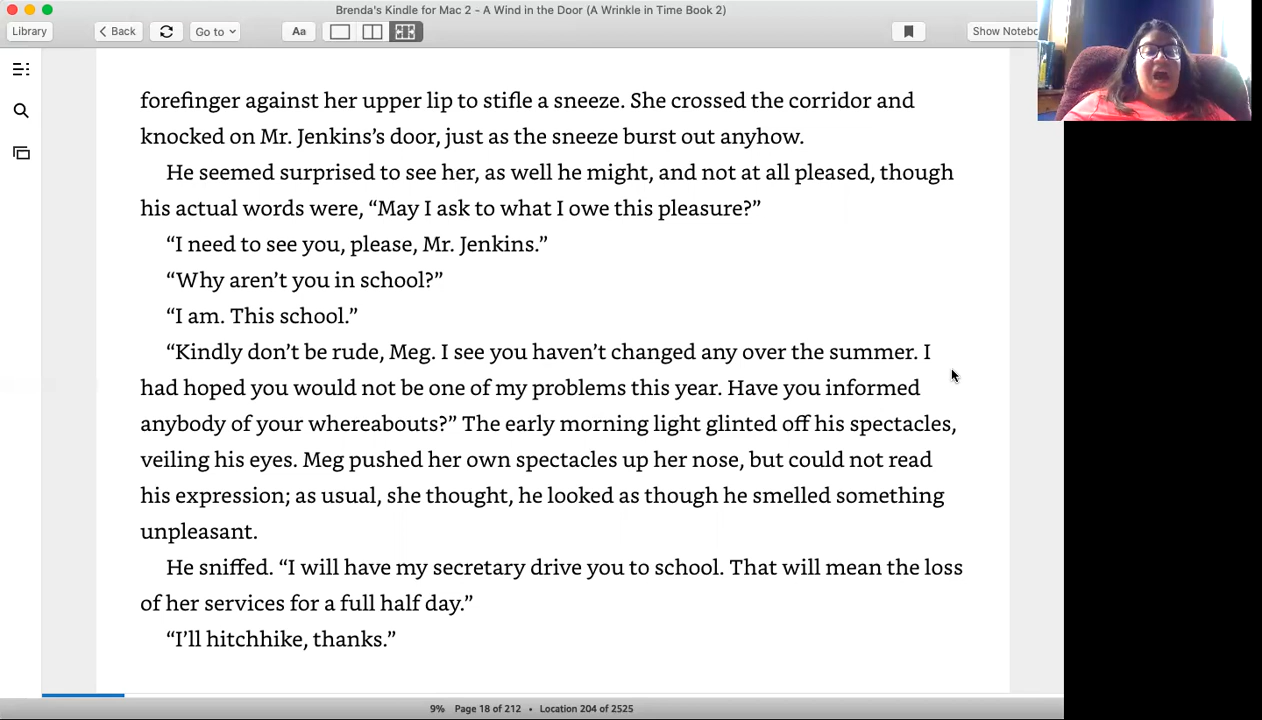 Brenda's Kindle for Mac 2 - A Wind in the Door (A Wrinkle in Time Book 2)
Library
Back
Go to
Aa
Show Notebo
forefinger against her upper lip to stifle a sneeze. She crossed the corridor and
knocked on Mr. Jenkins’s door, just as the sneeze burst out anyhow.
He seemed surprised to see her, as well he might, and not at all pleased, though
his actual words were, “May I ask to what I owe this pleasure?”
“I need to see you, please, Mr. Jenkins.”
“Why aren’t you in school?”
“I am. This school.”
“Kindly don’t be rude, Meg. I see you haven’t changed any over the summer. I
had hoped you would not be one of my problems this year. Have you informed
anybody of your whereabouts?” The early morning light glinted off his spectacles,
veiling his eyes. Meg pushed her own spectacles up her nose, but could not read
his expression; as usual, she thought, he looked as though he smelled something
unpleasant.
He sniffed. “I will have my secretary drive you to school. That will mean the loss
of her services for a full half day.”
“I’ll hitchhike, thanks.”
9% Page 18 of 212 • Location 204 of 2525